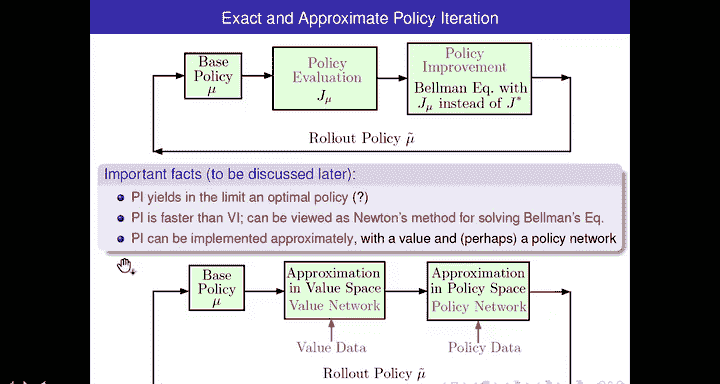 Exact and Approximate Policy Iteration
Base
Policy
μ
Policy
Evaluation
J_μ
Policy
Improvement
Bellman Eq. with
J_μ instead of J*
Rollout Policy μ̃
Important facts (to be discussed later):
PI yields in the limit an optimal policy (?)
PI is faster than VI; can be viewed as Newton's method for solving Bellman's Eq.
PI can be implemented approximately, with a value and (perhaps) a policy network
Base
Policy
μ
Approximation
in Value Space
Value Network
Approximation
in Policy Space
Policy Network
Value Data
Policy Data
Rollout Policy μ̃